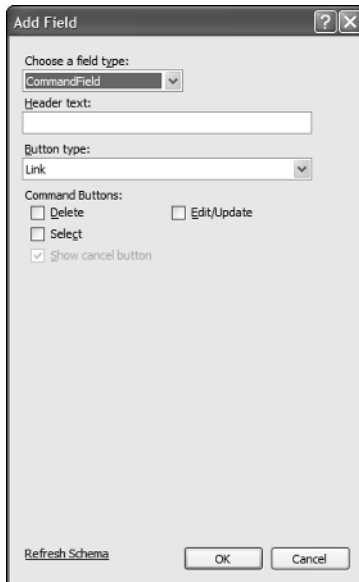 Add Field
Choose a field type:
CommandField
Header text:
Button type:
Link
Command Buttons:
Delete
Edit/Update
Select
Show cancel button
Refresh Schema
OK
Cancel